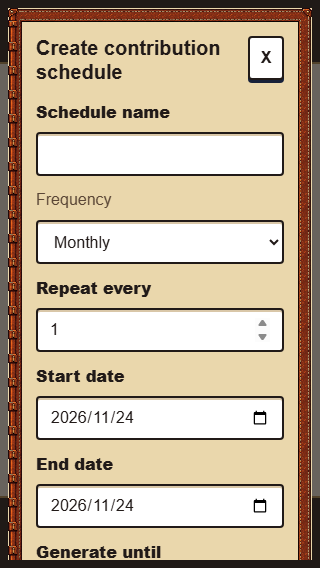 Create contribution
schedule
X
Schedule name
Frequency
Monthly
Repeat every
1
Start date
2026/11/24
End date
2026/11/24
Generate until